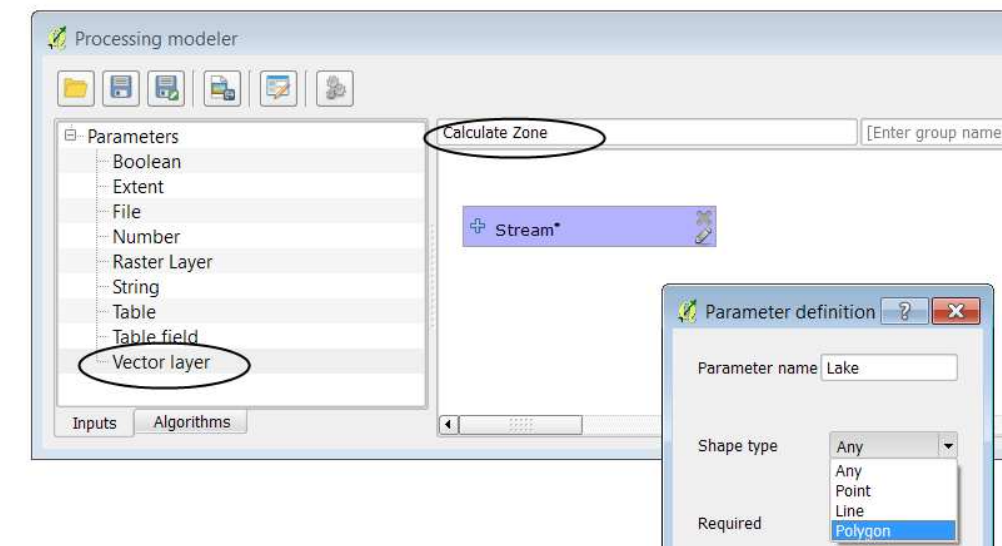 Processing modeler
Parameters
Boolean
Extent
File
Number
Raster Layer
String
Table
Table field
Vector layer
Inputs Algorithms
Calculate Zone [Enter group name
Stream*
Parameter definition ?
Parameter name Lake
Shape type Any
Any
Point
Line
Polygon
Required